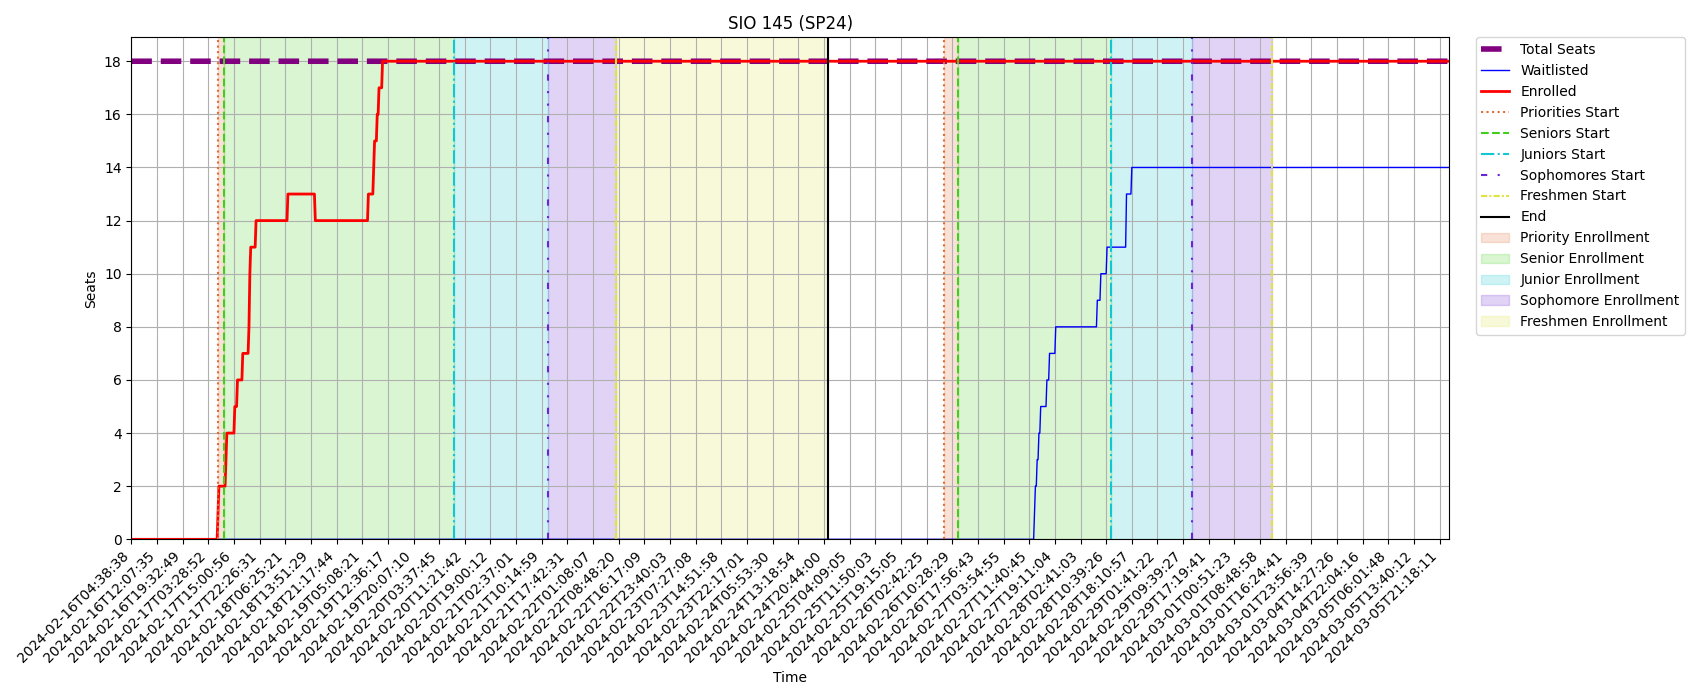 SIO 145 (SP24)
Seats
18
16
14
12
10
8
6
4
2
0
2024-02-16T04:38:38
2024-02-16T12:07:35
2024-02-16T19:32:49
2024-02-17T03:28:52
2024-02-17T15:00:56
2024-02-17T22:26:31
2024-02-18T06:25:21
2024-02-18T13:51:29
2024-02-18T21:17:44
2024-02-19T05:08:21
2024-02-19T12:36:17
2024-02-19T20:07:10
2024-02-20T03:37:45
2024-02-20T11:21:42
2024-02-20T19:00:12
2024-02-21T02:37:01
2024-02-21T10:14:59
2024-02-21T17:42:31
2024-02-22T01:08:07
2024-02-22T08:48:20
2024-02-22T16:17:09
2024-02-22T23:40:03
2024-02-23T07:27:08
2024-02-23T14:51:58
2024-02-23T22:17:01
2024-02-24T05:53:30
2024-02-24T13:18:54
2024-02-24T20:44:00
2024-02-25T04:09:05
2024-02-25T11:50:03
2024-02-25T19:15:05
2024-02-26T02:42:25
2024-02-26T10:28:29
2024-02-26T17:56:43
2024-02-27T03:54:55
2024-02-27T11:40:45
2024-02-27T19:11:04
2024-02-28T02:41:03
2024-02-28T10:39:26
2024-02-28T18:10:57
2024-02-29T01:41:22
2024-02-29T09:39:27
2024-02-29T17:19:41
2024-03-01T00:51:23
2024-03-01T08:48:58
2024-03-01T16:24:41
2024-03-01T23:56:39
2024-03-04T14:27:26
2024-03-04T22:04:16
2024-03-05T06:01:48
2024-03-05T13:40:12
2024-03-05T21:18:11
Time
Total Seats
Waitlisted
Enrolled
Priorities Start
Seniors Start
Juniors Start
Sophomores Start
Freshmen Start
End
Priority Enrollment
Senior Enrollment
Junior Enrollment
Sophomore Enrollment
Freshmen Enrollment